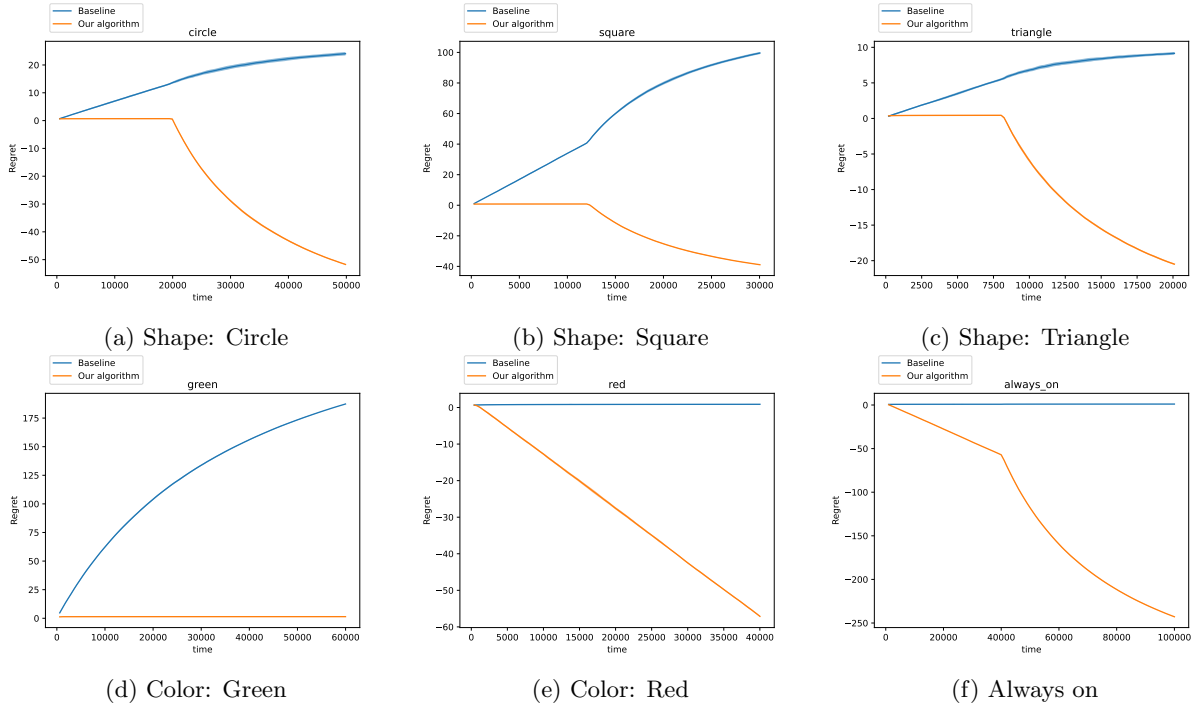 Baseline
Our algorithm
circle
20
10
0
−10
−20
−30
−40
−50
Regret
0 10000 20000 30000 40000 50000
time
(a) Shape: Circle
Baseline
Our algorithm
square
100
80
60
40
20
0
−20
−40
Regret
0 5000 10000 15000 20000 25000 30000
time
(b) Shape: Square
Baseline
Our algorithm
triangle
10
5
0
−5
−10
−15
−20
Regret
0 2500 5000 7500 10000 12500 15000 17500 20000
time
(c) Shape: Triangle
Baseline
Our algorithm
green
175
150
125
100
75
50
25
0
Regret
0 10000 20000 30000 40000 50000 60000
time
(d) Color: Green
Baseline
Our algorithm
red
0
−10
−20
−30
−40
−50
−60
Regret
0 5000 10000 15000 20000 25000 30000 35000 40000
time
(e) Color: Red
Baseline
Our algorithm
always_on
0
−50
−100
−150
−200
−250
Regret
0 20000 40000 60000 80000 100000
time
(f) Always on